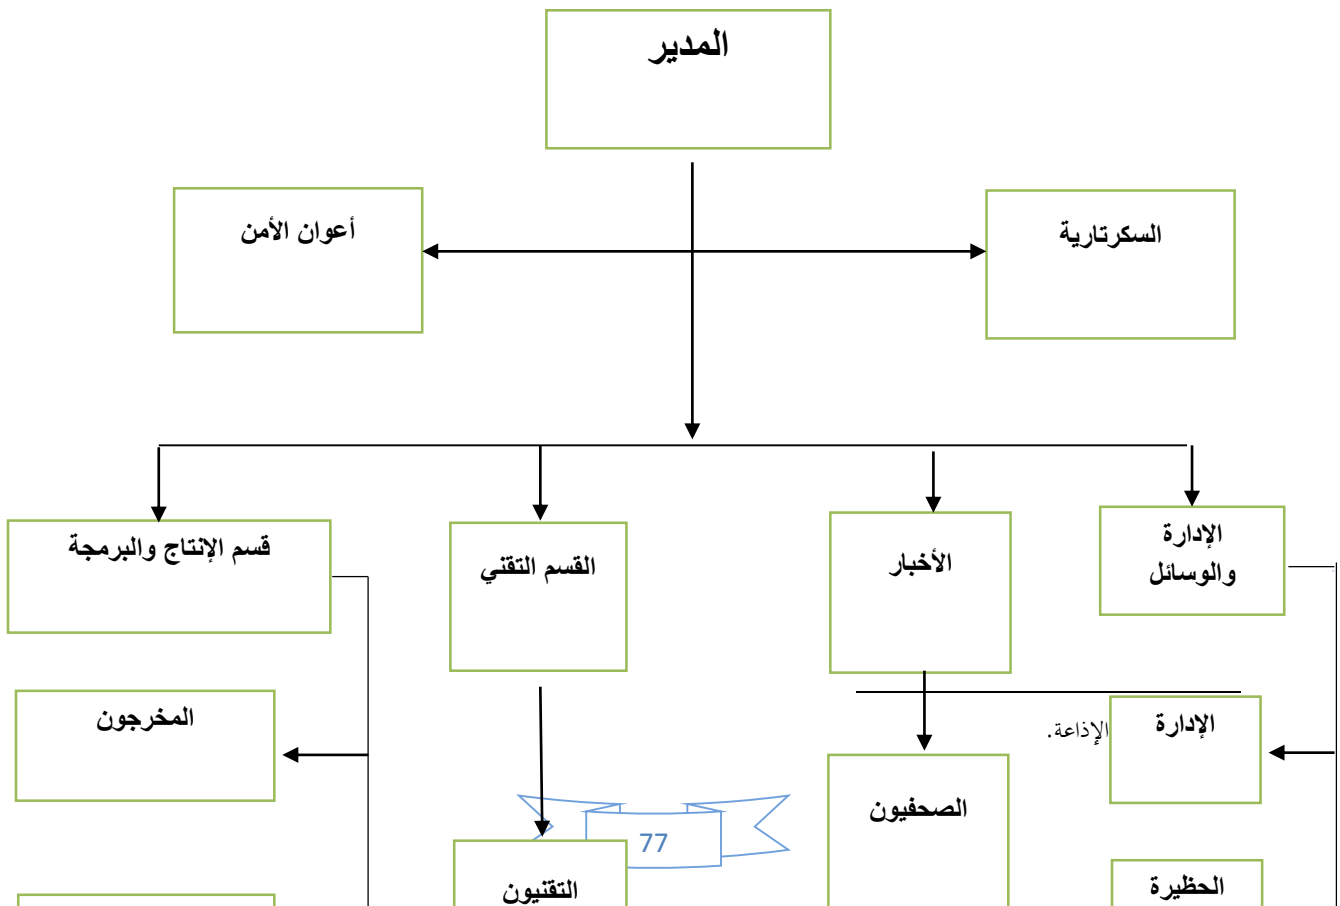 المدير
السكرتارية
أعوان الأمن
الإدارة
والوسائل
الأخبار
القسم التقني
قسم الإنتاج والبرمجة
الإدارة
الإذاعة.
المخرجون
الصحفيون
77
الحظيرة
التقنيون